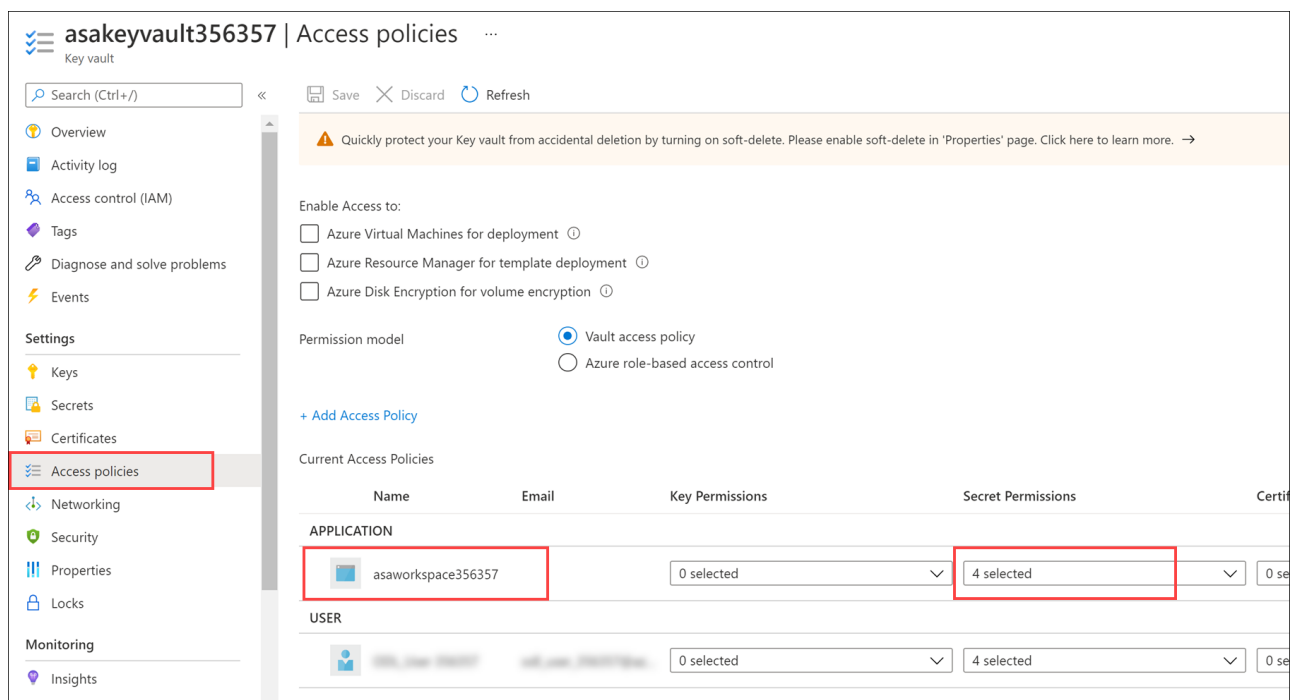 asakeyvault356357 | Access policies ...
Key vault
Search (Ctrl+/)
«
Overview
Activity log
Access control (IAM)
Tags
Diagnose and solve problems
Events
Settings
Keys
Secrets
Certificates
Access policies
Networking
Security
Properties
Locks
Monitoring
Insights
Save Discard Refresh
Quickly protect your Key vault from accidental deletion by turning on soft-delete. Please enable soft-delete in 'Properties' page. Click here to learn more. →
Enable Access to:
Azure Virtual Machines for deployment
Azure Resource Manager for template deployment
Azure Disk Encryption for volume encryption
Permission model
Vault access policy
Azure role-based access control
+ Add Access Policy
Current Access Policies
Name Email Key Permissions Secret Permissions Certif
APPLICATION
asaworkspace356357 0 selected 4 selected 0 se
USER
0 selected 4 selected 0 se